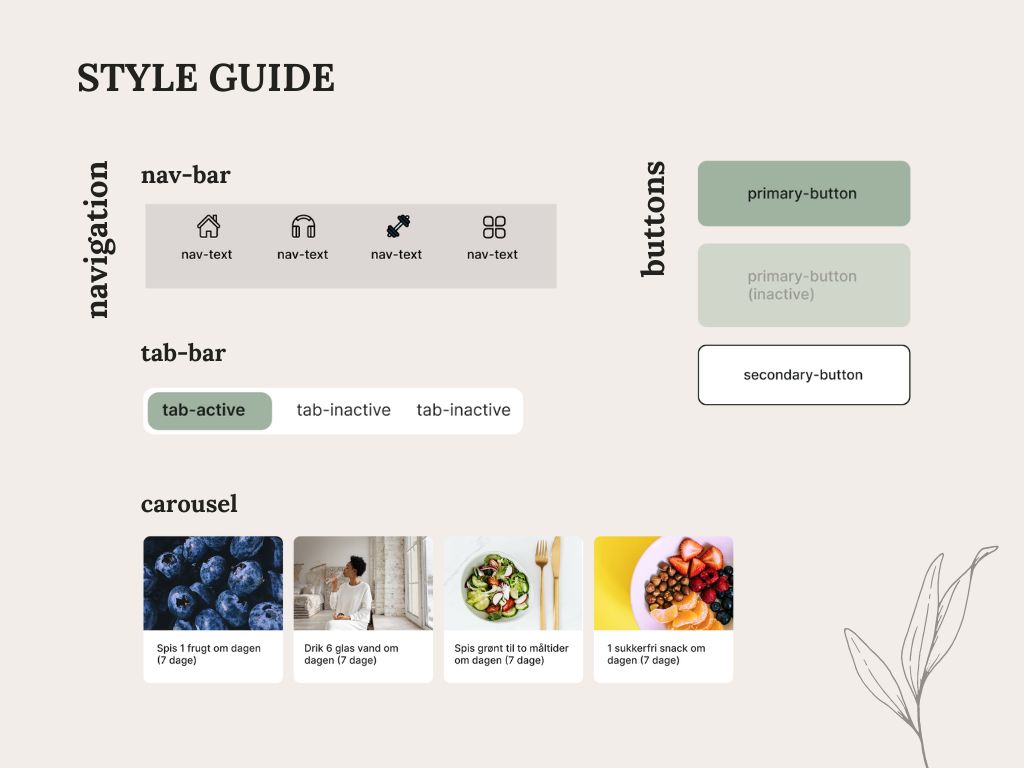 STYLE GUIDE
navigation
nav-bar
nav-text nav-text nav-text nav-text
tab-bar
tab-active tab-inactive tab-inactive
buttons
primary-button
primary-button
(inactive)
secondary-button
carousel
Spis 1 frugt om dagen
(7 dage)
Drik 6 glas vand om
dagen (7 dage)
Spis grønt til to måltider
om dagen (7 dage)
1 sukkerfri snack om
dagen (7 dage)